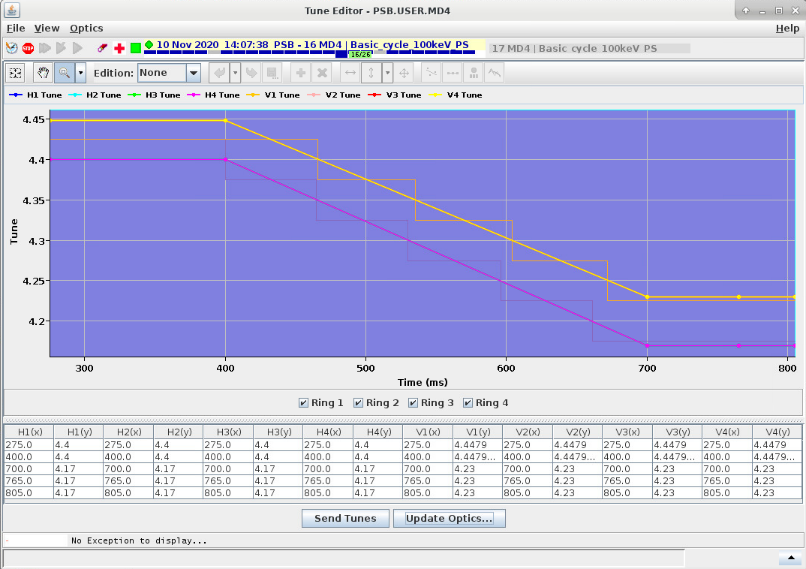 Tune Editor - PSB.USER.MD4
File View Optics Help
10 Nov 2020 14:07:38 PSB - 16 MD4 | Basic_cycle 100keV_PS
16/26
17 MD4 | Basic cycle 100keV PS
Edition: None
H1 Tune H2 Tune H3 Tune H4 Tune V1 Tune V2 Tune V3 Tune V4 Tune
4.45
4.4
4.35
4.3
4.25
4.2
Tune
300 400 500 600 700 800
Time (ms)
Ring 1 Ring 2 Ring 3 Ring 4
H1(x) H1(y) H2(x) H2(y) H3(x) H3(y) H4(x) H4(y) V1(x) V1(y) V2(x) V2(y) V3(x) V3(y) V4(x) V4(y)
275.0 4.4 275.0 4.4 275.0 4.4 275.0 4.4 275.0 4.4479 275.0 4.4479 275.0 4.4479 275.0 4.4479
400.0 4.4 400.0 4.4 400.0 4.4 400.0 4.4 400.0 4.4479... 400.0 4.4479... 400.0 4.4479... 400.0 4.4479...
700.0 4.17 700.0 4.17 700.0 4.17 700.0 4.17 700.0 4.23 700.0 4.23 700.0 4.23 700.0 4.23
765.0 4.17 765.0 4.17 765.0 4.17 765.0 4.17 765.0 4.23 765.0 4.23 765.0 4.23 765.0 4.23
805.0 4.17 805.0 4.17 805.0 4.17 805.0 4.17 805.0 4.23 805.0 4.23 805.0 4.23 805.0 4.23
Send Tunes Update Optics...
No Exception to display...